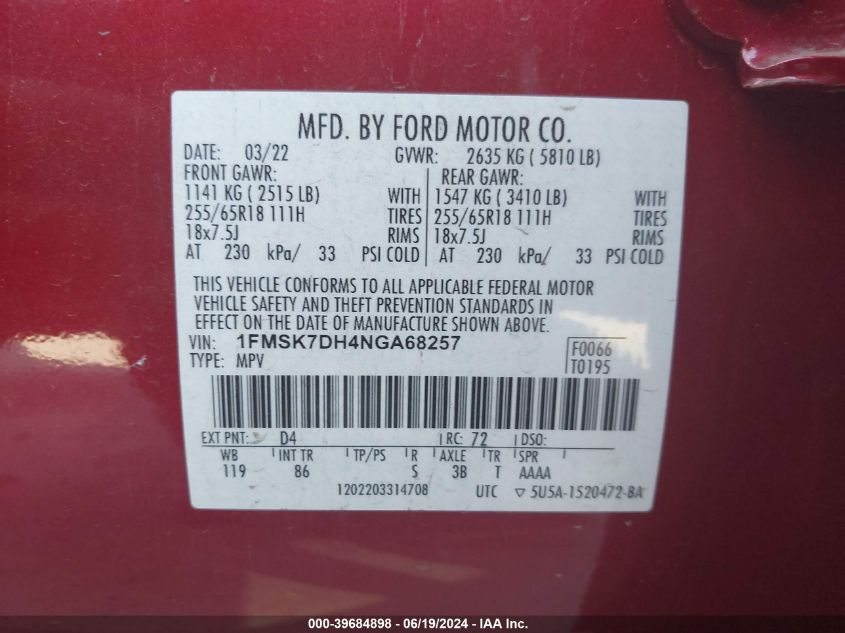 MFD. BY FORD MOTOR CO.
DATE: 03/22 GVWR: 2635 KG ( 5810 LB)
FRONT GAWR: REAR GAWR:
1141 KG ( 2515 LB) WITH 1547 KG ( 3410 LB) WITH
255/65R18 111H TIRES 255/65R18 111H TIRES
18x7.5J RIMS 18x7.5J RIMS
AT 230 kPa/ 33 PSI COLD AT 230 kPa/ 33 PSI COLD
THIS VEHICLE CONFORMS TO ALL APPLICABLE FEDERAL MOTOR
VEHICLE SAFETY AND THEFT PREVENTION STANDARDS IN
EFFECT ON THE DATE OF MANUFACTURE SHOWN ABOVE.
VIN: 1FMSK7DH4NGA68257 F0066
TYPE: MPV T0195
EXT PNT: D4 RC: 72 DSO:
WB INT TR TP/PS R AXLE TR SPR
119 86 S 3B T AAAA
1202203314708 UTC ▽ 5U5A-1520472-BA
000-39684898 - 06/19/2024 - IAA Inc.